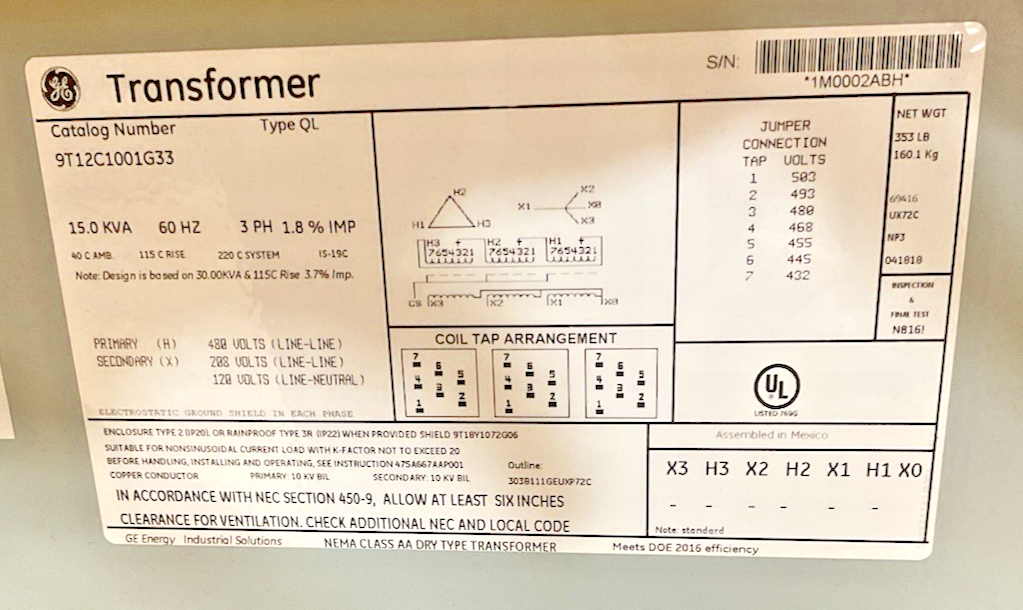 GE Transformer
S/N:
*1M0002ABH*
Catalog Number Type QL
9T12C1001G33
15.0 KVA 60 HZ 3 PH 1.8 % IMP
40 C AMB. 115 C RISE 220 C SYSTEM IS-19C
Note: Design is based on 30.00KVA & 115C Rise 3.7% Imp.
PRIMARY (H) 480 VOLTS (LINE-LINE)
SECONDARY (X) 208 VOLTS (LINE-LINE)
120 VOLTS (LINE-NEUTRAL)
ELECTROSTATIC GROUND SHIELD IN EACH PHASE
H2
H1 H3
X2
X1 X0
X3
H3 H2 H1
7654321 7654321 7654321
X3 X2 X1 X0
COIL TAP ARRANGEMENT
7 7 7
6 6 6
5 5 5
4 4 4
3 3 3
2 2 2
1 1 1
JUMPER
CONNECTION
TAP VOLTS
1 503
2 493
3 480
4 468
5 455
6 445
7 432
NET WGT
353 LB
160.1 Kg
69416
UX72C
NP3
041818
INSPECTION
&
FINAL TEST
N816!
UL
LISTED 769G
ENCLOSURE TYPE 2 (IP20). OR RAINPROOF TYPE 3R (IP22) WHEN PROVIDED SHIELD 9T18Y1072G06
SUITABLE FOR NONSINUSOIDAL CURRENT LOAD WITH K-FACTOR NOT TO EXCEED 20
BEFORE HANDLING, INSTALLING AND OPERATING, SEE INSTRUCTION 475A667AAP001
COPPER CONDUCTOR PRIMARY: 10 KV BIL SECONDARY: 10 KV BIL
Outline:
303B111GEUXP72C
IN ACCORDANCE WITH NEC SECTION 450-9, ALLOW AT LEAST SIX INCHES
CLEARANCE FOR VENTILATION. CHECK ADDITIONAL NEC AND LOCAL CODE
Assembled in Mexico
X3 H3 X2 H2 X1 H1 X0
- - - - - -
Note: standard
GE Energy Industrial Solutions NEMA CLASS AA DRY TYPE TRANSFORMER Meets DOE 2016 efficiency